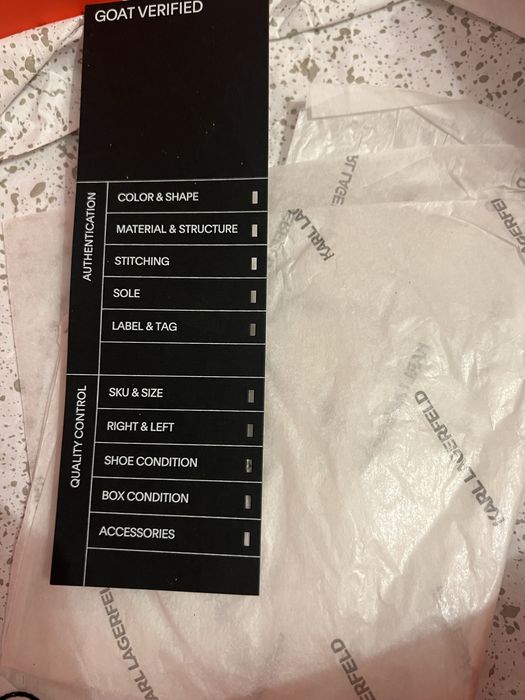 GOAT VERIFIED
AUTHENTICATION
COLOR & SHAPE
MATERIAL & STRUCTURE
STITCHING
SOLE
LABEL & TAG
QUALITY CONTROL
SKU & SIZE
RIGHT & LEFT
SHOE CONDITION
BOX CONDITION
ACCESSORIES
KARL LAGERFELD
KARL LAGERFELD